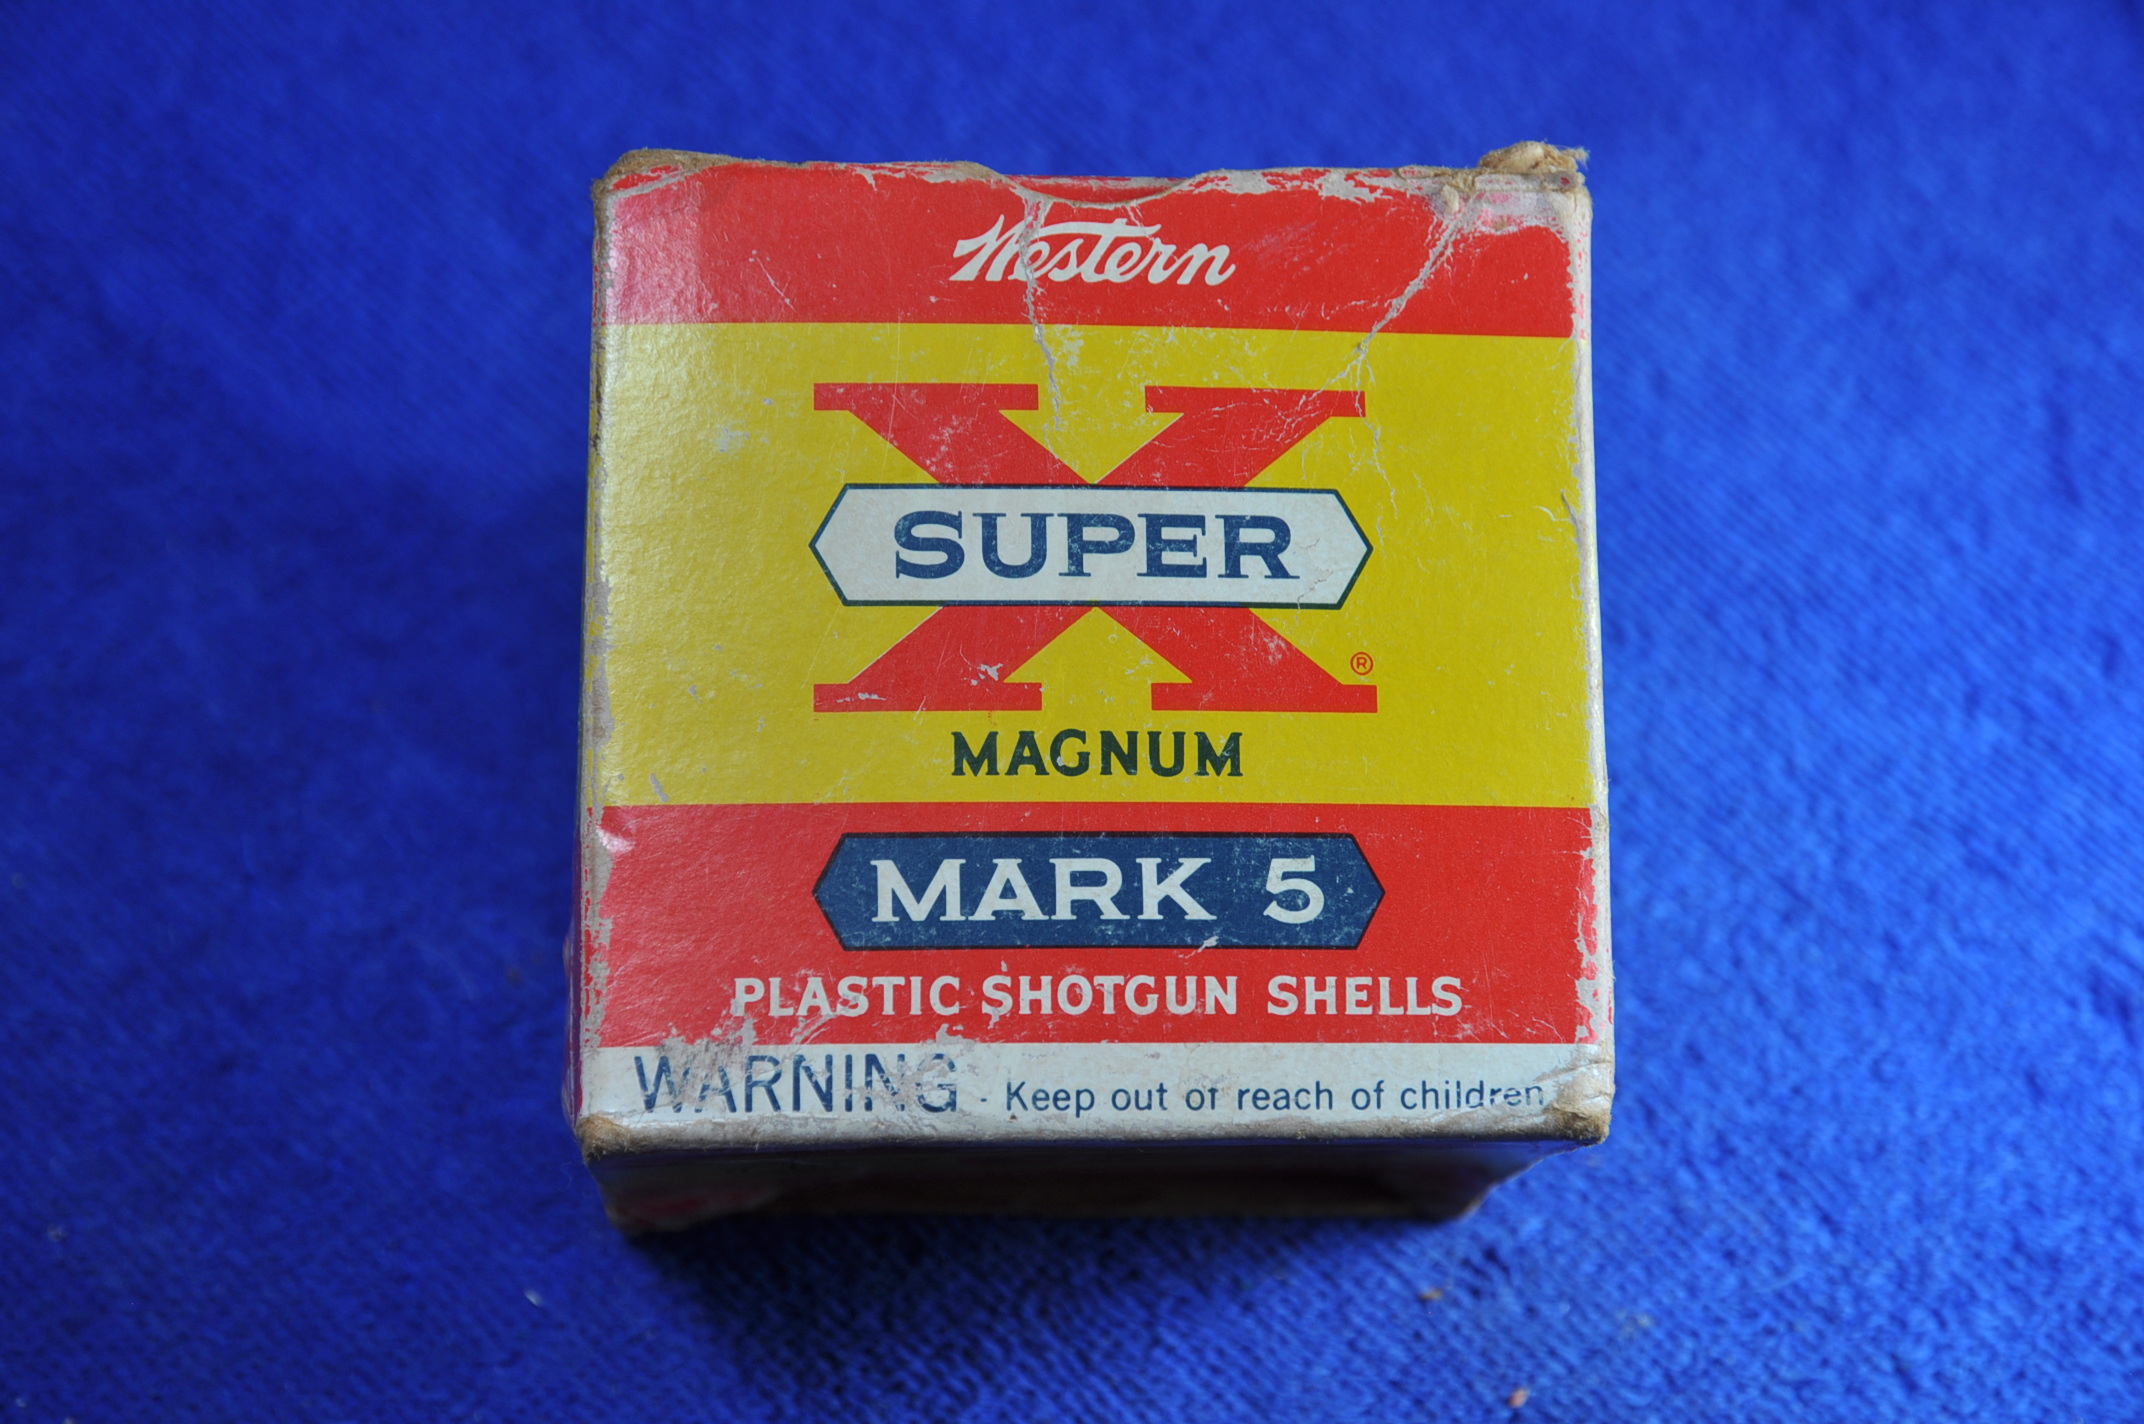 Western
X
SUPER
®
MAGNUM
MARK 5
PLASTIC SHOTGUN SHELLS
WARNING - Keep out of reach of children